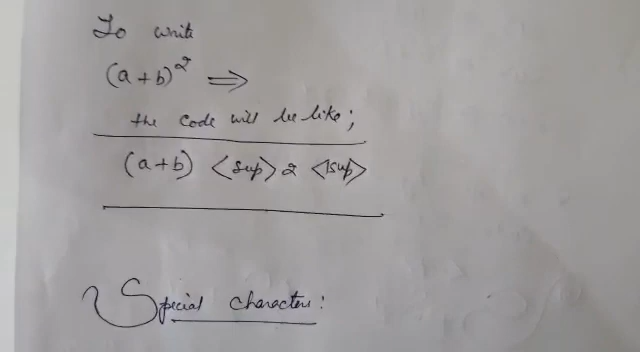 To write
(a+b)² ⇒
the code will be like;
(a+b) <sup>2 </sup>
Special characters: